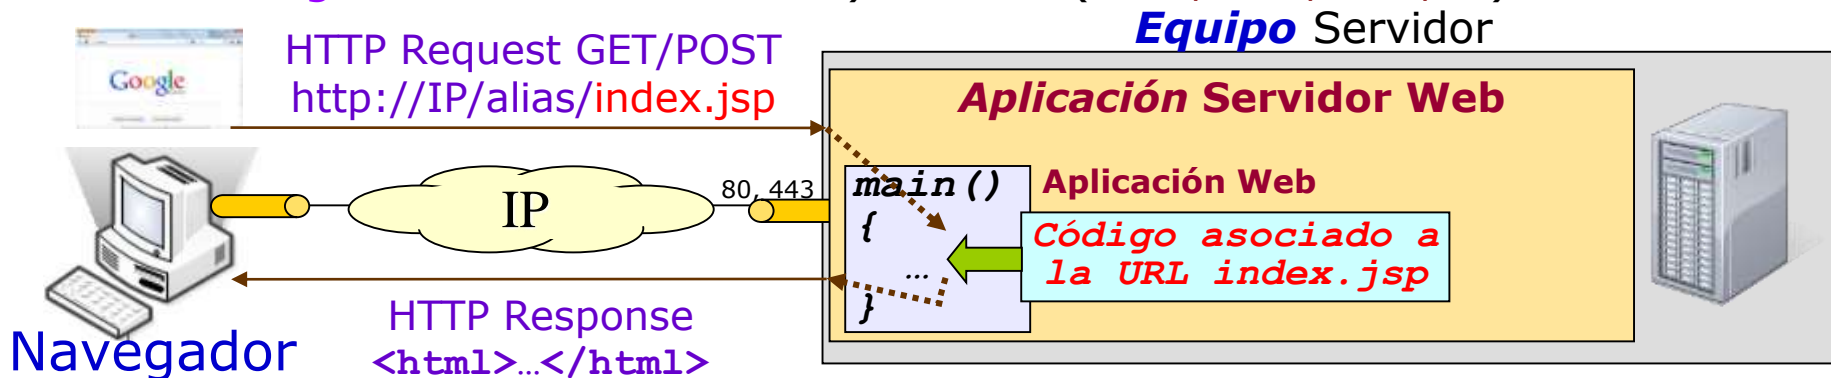 Equipo Servidor
HTTP Request GET/POST
http://IP/alias/index.jsp
Google
Aplicación Servidor Web
IP
80, 443
main()
{
…
}
Aplicación Web
Código asociado a
la URL index.jsp
HTTP Response
<html>…</html>
Navegador